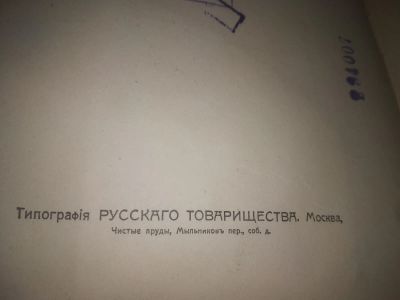 Типографія РУССКАГО ТОВАРИЩЕСТВА. Москва,
Чистые пруды, Мыльниковъ пер., соб. д.